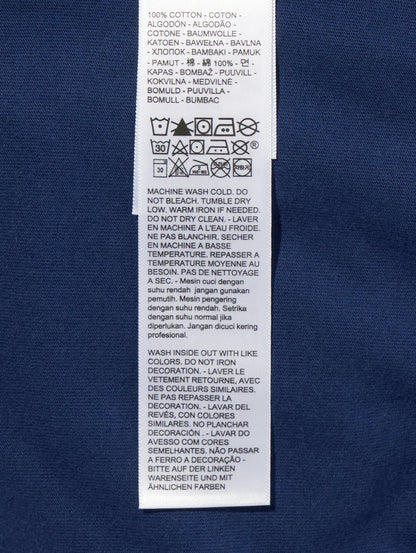 100% COTTON - COTON -
ALGODÓN - ALGODÃO -
COTONE - BAUMWOLLE -
KATOEN - BAWEŁNA - BAVLNA
- ХЛОПОК - BAMBAKI - PAMUK
- PAMUT - 棉 - 綿 100% - 면 -
KAPAS - BOMBAŽ - PUUVILL -
KOKVILNA - MEDVILNĖ -
BOMULD - PUUVILLA -
BOMULL - BUMBAC
®
30
30
MACHINE WASH COLD. DO
NOT BLEACH. TUMBLE DRY
LOW. WARM IRON IF NEEDED.
DO NOT DRY CLEAN. - LAVER
EN MACHINE A L'EAU FROIDE.
NE PAS BLANCHIR. SECHER
EN MACHINE A BASSE
TEMPERATURE. REPASSER A
TEMPERATURE MOYENNE AU
BESOIN. PAS DE NETTOYAGE
A SEC. - Mesin cuci dengan
suhu rendah jangan gunakan
pemutih. Mesin pengering
dengan suhu rendah. Setrika
dengan suhu normal jika
diperlukan. Jangan dicuci kering
profesional.
WASH INSIDE OUT WITH LIKE
COLORS. DO NOT IRON
DECORATION. - LAVER LE
VETEMENT RETOURNE, AVEC
DES COULEURS SIMILAIRES.
NE PAS REPASSER LA
DECORATION. - LAVAR DEL
REVÉS, CON COLORES
SIMILARES. NO PLANCHAR
DECORACIÓN . - LAVAR DO
AVESSO COM CORES
SEMELHANTES. NÃO PASSAR
A FERRO A DECORAÇÃO -
BITTE AUF DER LINKEN
WARENSEITE UND MIT
ÄHNLICHEN FARBEN